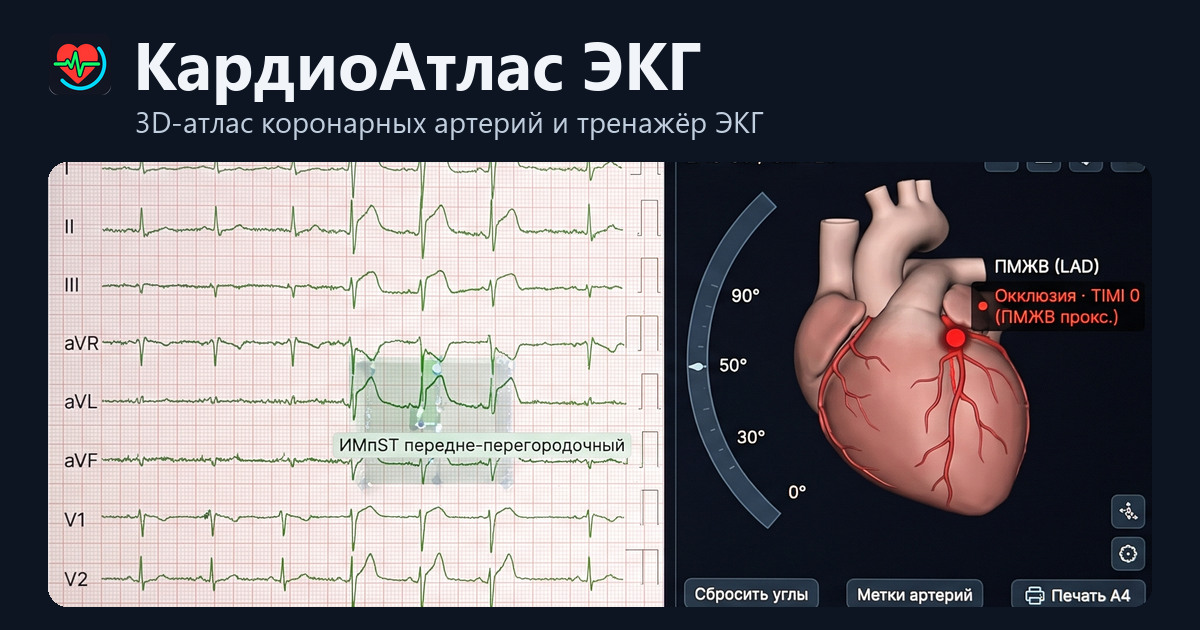 КардиоАтлас ЭКГ
3D-атлас коронарных артерий и тренажёр ЭКГ
I
II
III
aVR
aVL
ИМпST передне-перегородочный
aVF
V1
V2
ПМЖВ (LAD)
Окклюзия · TIMI 0
(ПМЖВ прокс.)
90°
50°
30°
0°
Сбросить углы
Метки артерий
Печать A4